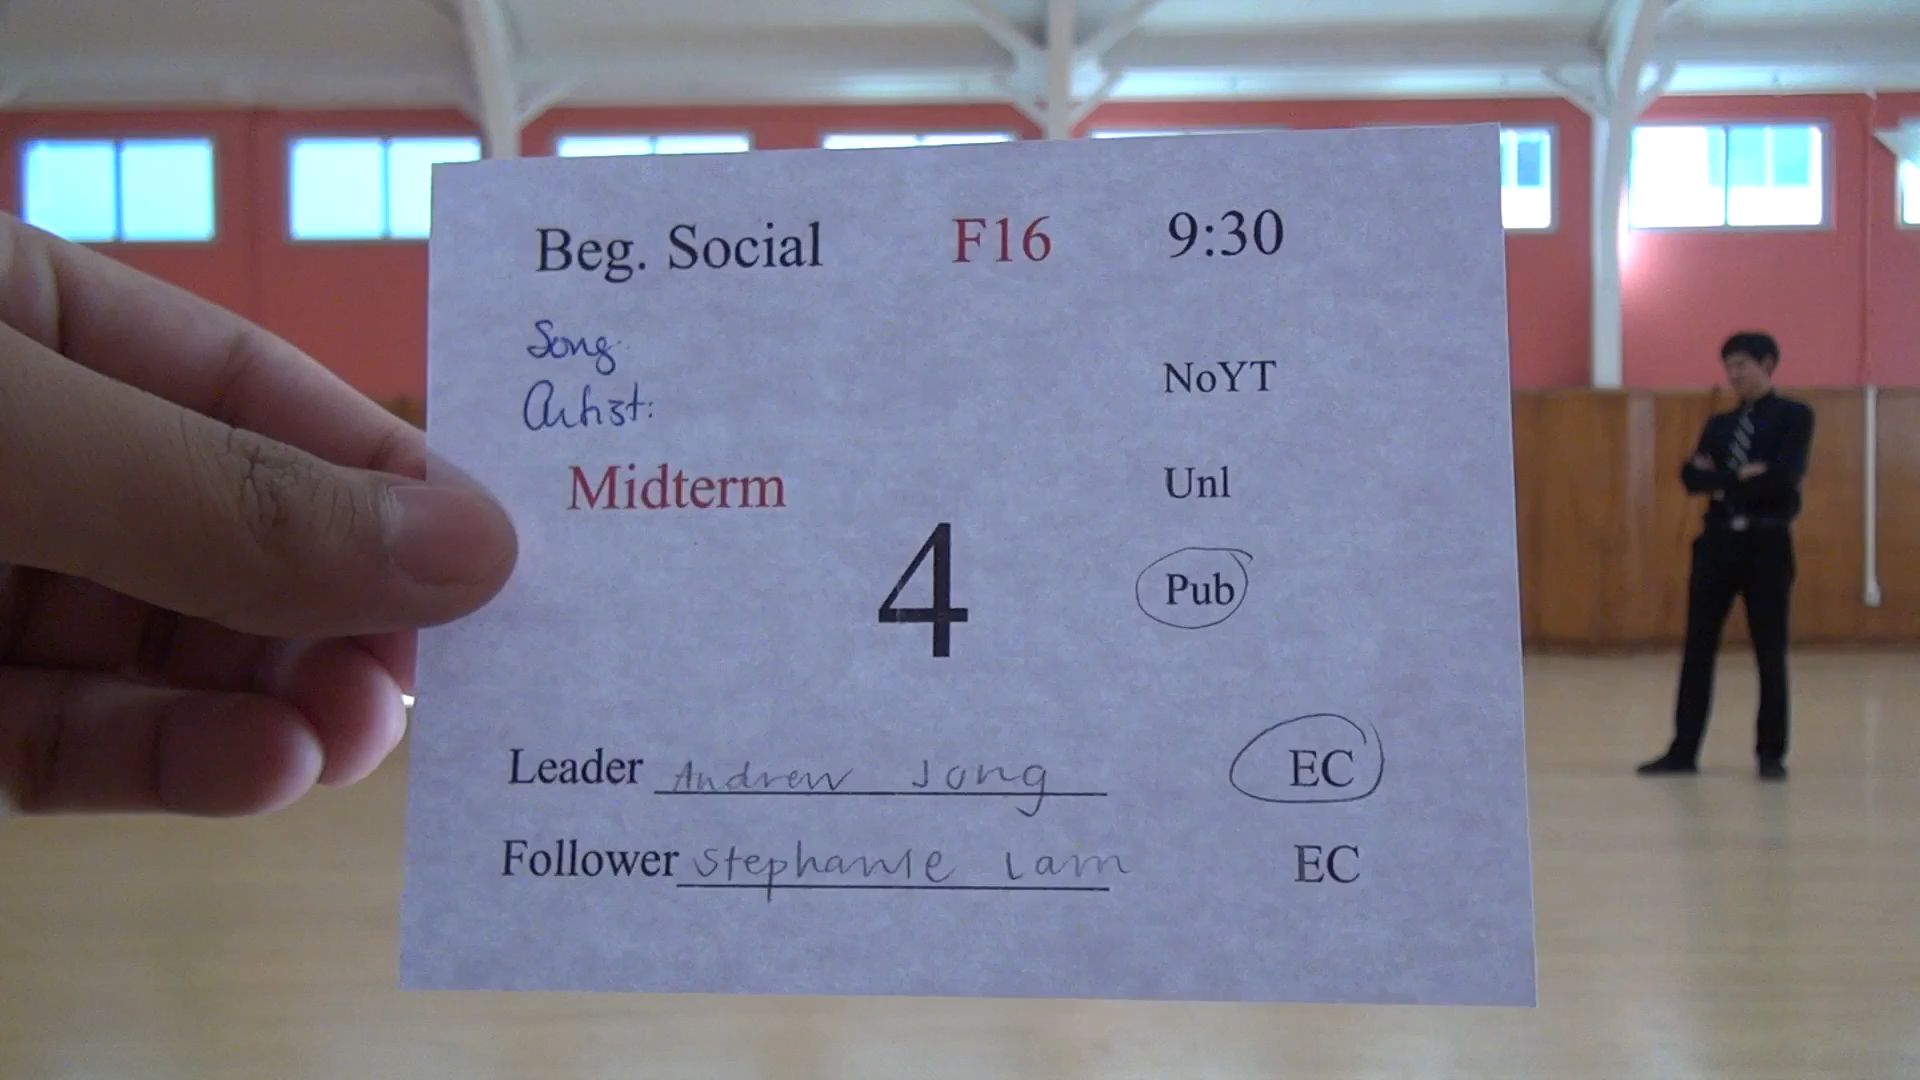 Beg. Social F16 9:30
Song:
Artist:
NoYT
Midterm
Unl
4
Pub
Leader Andrew Jong EC
Follower Stephanie Lam EC